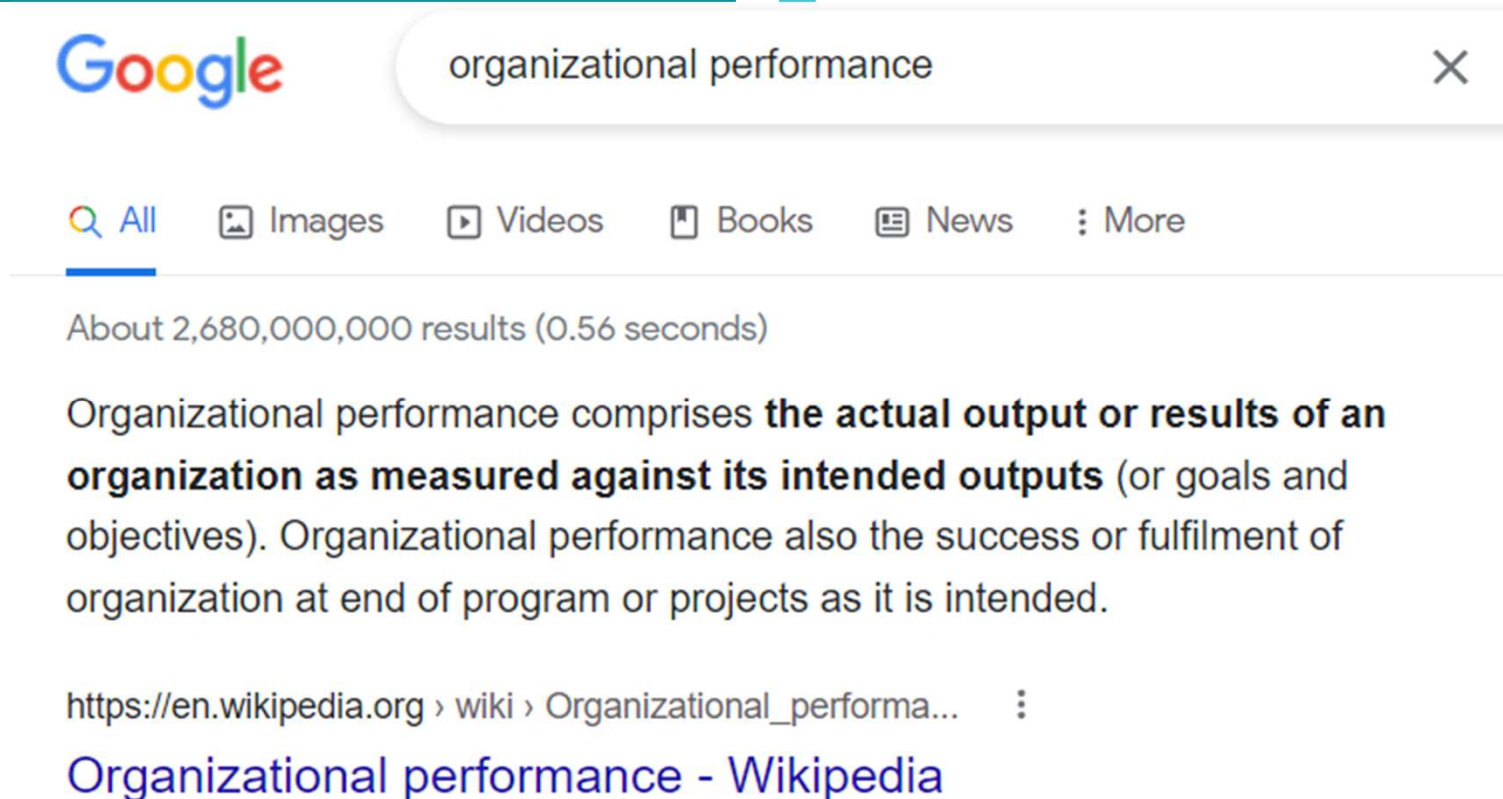 Google
organizational performance
All Images Videos Books News More
About 2,680,000,000 results (0.56 seconds)
Organizational performance comprises the actual output or results of an
organization as measured against its intended outputs (or goals and
objectives). Organizational performance also the success or fulfilment of
organization at end of program or projects as it is intended.
https://en.wikipedia.org › wiki › Organizational_performa...
Organizational performance - Wikipedia